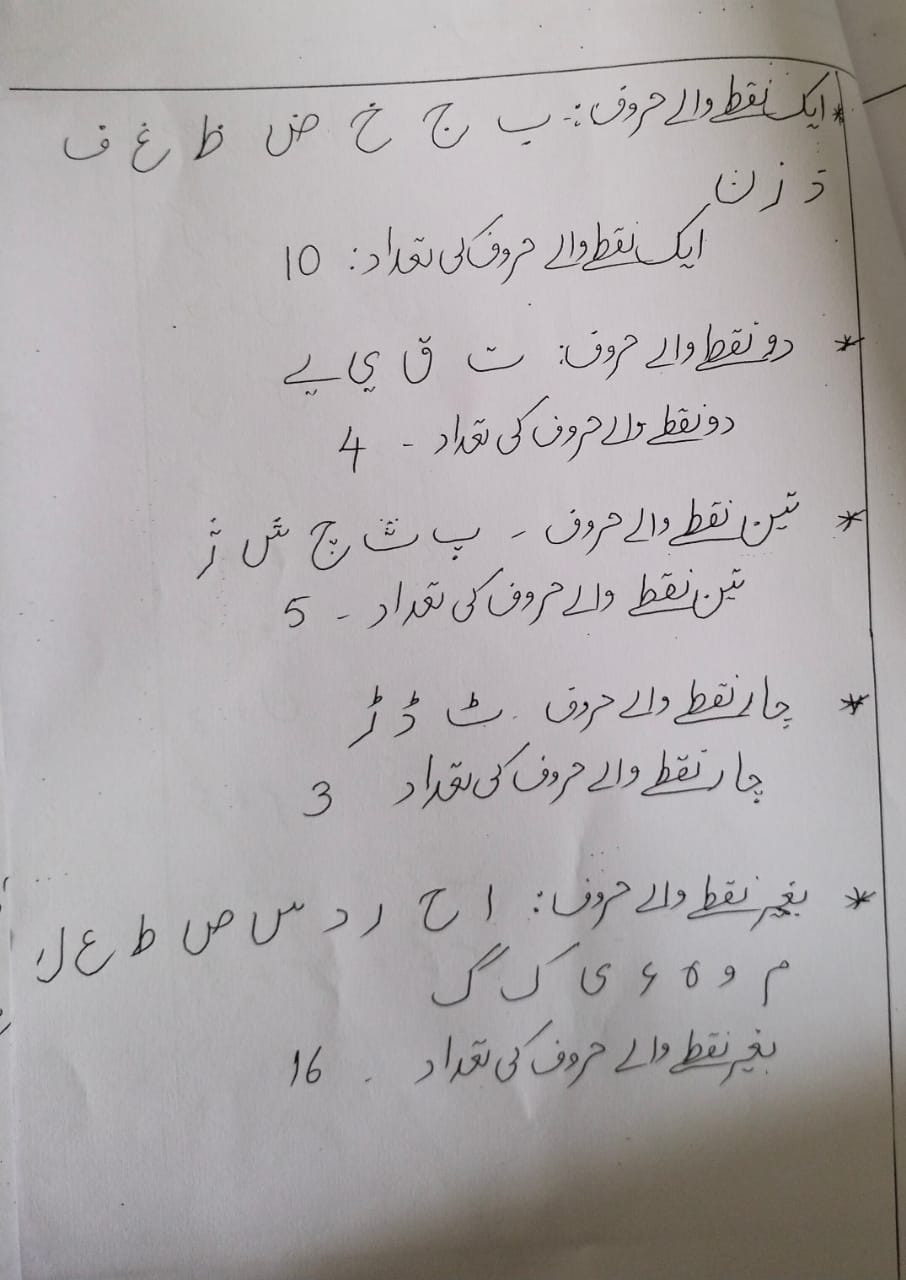 * ایک نقطے والے حروف:- ب ج خ ض ظ غ ف
ذ ز ن
ایک نقطے والے حروف کی تعداد: 10
* دو نقطے والے حروف: ت ق ي ے
دو نقطے والے حروف کی تعداد - 4
* تین نقطے والے حروف - پ ث چ ش ژ
تین نقطے والے حروف کی تعداد - 5
* چار نقطے والے حروف . ٹ ڈ ڑ
چار نقطے والے حروف کی تعداد 3
* بغیر نقطے والے حروف: ا ح ر د س ص ط ع ل
م و ہ ء ی ک گ
بغیر نقطے والے حروف کی تعداد . 16